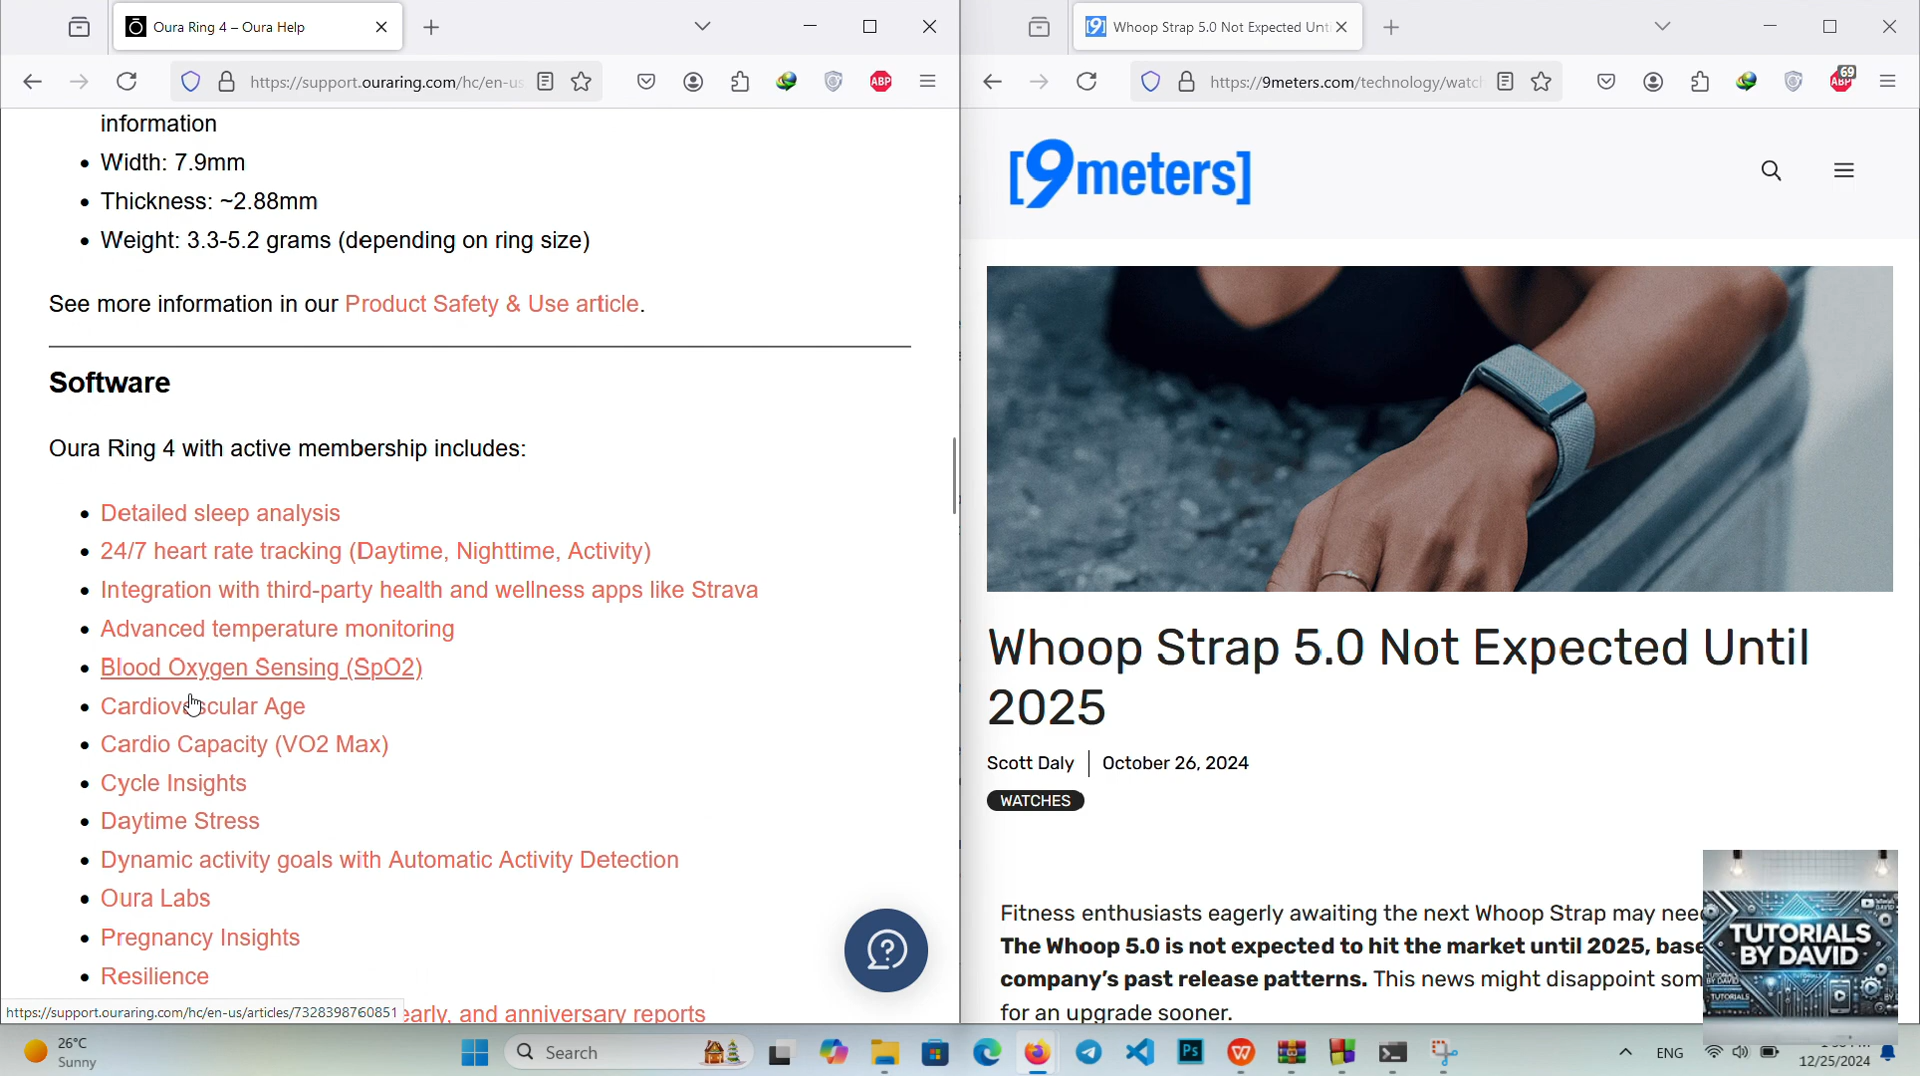 Oura Ring 4 – Oura Help
https://support.ouraring.com/hc/en-us
ABP
information
Width: 7.9mm
Thickness: ~2.88mm
Weight: 3.3-5.2 grams (depending on ring size)
See more information in our Product Safety & Use article.
Software
Oura Ring 4 with active membership includes:
Detailed sleep analysis
24/7 heart rate tracking (Daytime, Nighttime, Activity)
Integration with third-party health and wellness apps like Strava
Advanced temperature monitoring
Blood Oxygen Sensing (SpO2)
Cardiovascular Age
Cardio Capacity (VO2 Max)
Cycle Insights
Daytime Stress
Dynamic activity goals with Automatic Activity Detection
Oura Labs
Pregnancy Insights
Resilience
early, and anniversary reports
https://support.ouraring.com/hc/en-us/articles/7328398760851
[9] Whoop Strap 5.0 Not Expected Unti
https://9meters.com/technology/watch
ABP
69
[9meters]
Whoop Strap 5.0 Not Expected Until
2025
Scott Daly
October 26, 2024
WATCHES
Fitness enthusiasts eagerly awaiting the next Whoop Strap may need
The Whoop 5.0 is not expected to hit the market until 2025, base
company's past release patterns. This news might disappoint som
for an upgrade sooner.
TUTORIALS
BY DAVID
26°C
Sunny
Search
Ps
ENG
12/25/2024